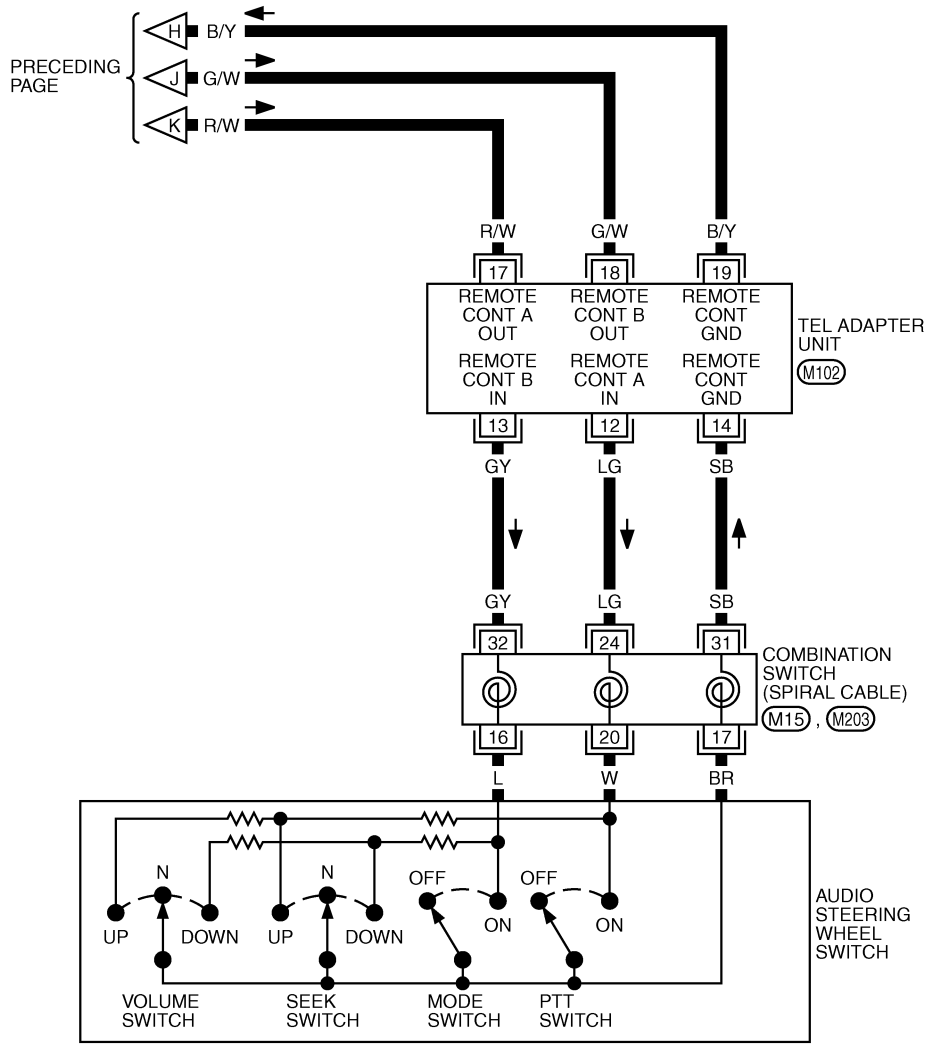 H B/Y
PRECEDING
PAGE
J G/W
K R/W
R/W G/W B/Y
17 18 19
REMOTE REMOTE REMOTE
CONT A CONT B CONT
OUT OUT GND
TEL ADAPTER
UNIT
M102
REMOTE REMOTE REMOTE
CONT B CONT A CONT
IN IN GND
13 12 14
GY LG SB
GY LG SB
32 24 31
COMBINATION
SWITCH
(SPIRAL CABLE)
M15 , M203
16 20 17
L W BR
N N OFF OFF
UP DOWN UP DOWN ON ON
AUDIO
STEERING
WHEEL
SWITCH
VOLUME SEEK MODE PTT
SWITCH SWITCH SWITCH SWITCH